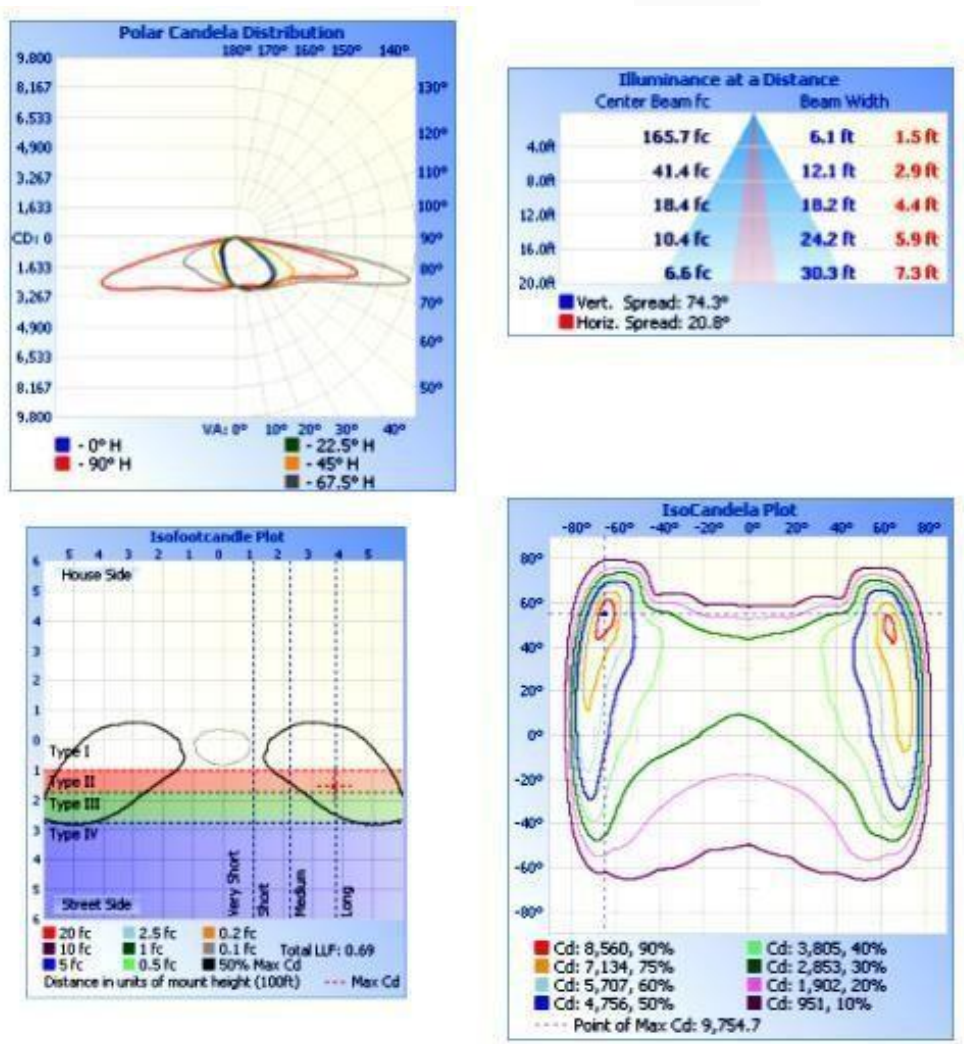 Polar Candela Distribution
180° 170° 160° 150° 140°
9.800
8,167
6.533
4,900
3.267
1,633
CD: 0
1.633
3,267
4,900
6,533
8.167
9.800
130°
120°
110°
100°
90°
80°
70°
60°
50°
VA: 0° 10° 20° 30° 40°
- 0° H
- 90° H
- 22.5° H
- 45° H
- 67.5° H
Illuminance at a Distance
Center Beam fc Beam Width
4.0ft 165.7 fc 6.1 ft 1.5 ft
8.0ft 41.4 fc 12.1 ft 2.9 ft
12.0ft 18.4 fc 18.2 ft 4.4 ft
16.0ft 10.4 fc 24.2 ft 5.9 ft
20.0ft 6.6 fc 30.3 ft 7.3 ft
Vert. Spread: 74.3°
Horiz. Spread: 20.8°
Isofootcandle Plot
5 4 3 2 1 0 1 2 3 4 5
6
5
4
3
2
1
0
1
2
3
4
5
6
House Side
Type I
Type II
Type III
Type IV
Street Side
Very Short
Short
Medium
Long
20 fc 2.5 fc 0.2 fc
10 fc 1 fc 0.1 fc Total LLF: 0.69
5 fc 0.5 fc 50% Max Cd
Distance in units of mount height (100ft) --- Max Cd
IsoCandela Plot
-80° -60° -40° -20° 0° 20° 40° 60° 80°
80°
60°
40°
20°
0°
-20°
-40°
-60°
-80°
Cd: 8,560, 90% Cd: 3,805, 40%
Cd: 7,134, 75% Cd: 2,853, 30%
Cd: 5,707, 60% Cd: 1,902, 20%
Cd: 4,756, 50% Cd: 951, 10%
---- Point of Max Cd: 9,754.7